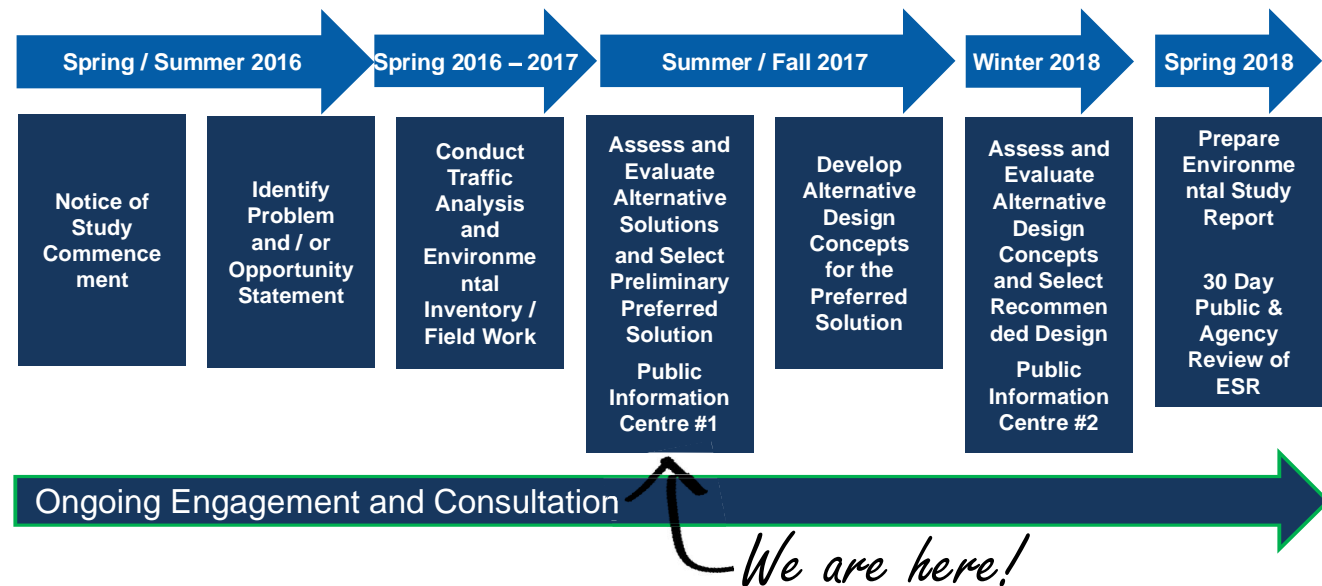 Spring / Summer 2016
Spring 2016 – 2017
Summer / Fall 2017
Winter 2018
Spring 2018
Notice of
Study
Commence
ment
Identify
Problem
and / or
Opportunity
Statement
Conduct
Traffic
Analysis
and
Environme
ntal
Inventory /
Field Work
Assess and
Evaluate
Alternative
Solutions
and Select
Preliminary
Preferred
Solution
Public
Information
Centre #1
Develop
Alternative
Design
Concepts
for the
Preferred
Solution
Assess and
Evaluate
Alternative
Design
Concepts
and Select
Recommen
ded Design
Public
Information
Centre #2
Prepare
Environme
ntal Study
Report
30 Day
Public &
Agency
Review of
ESR
Ongoing Engagement and Consultation
We are here!